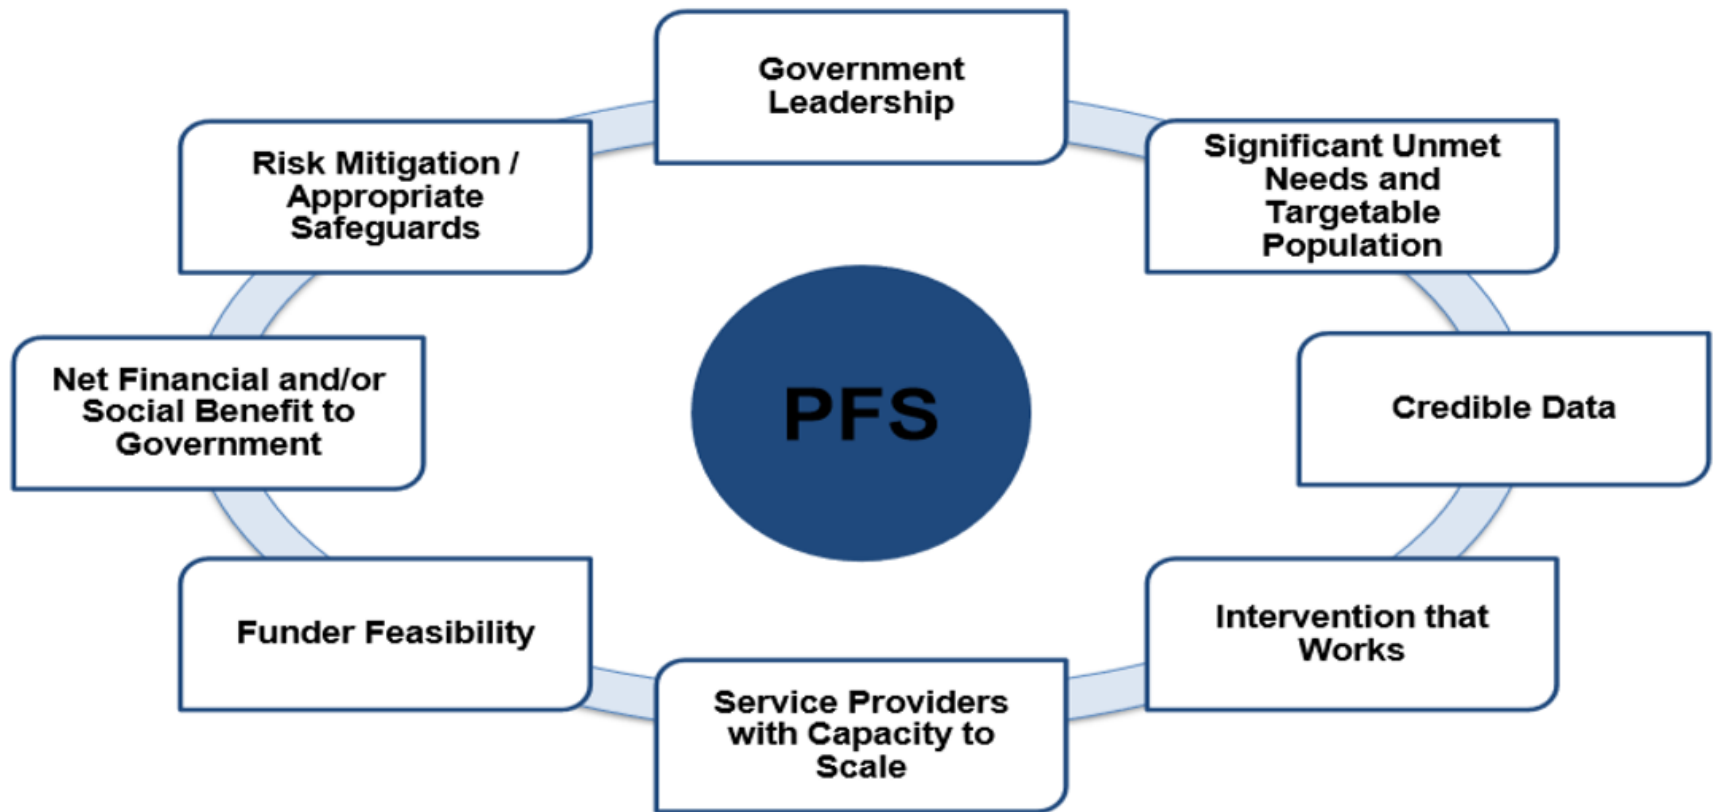 Government
Leadership
Significant Unmet
Needs and
Targetable
Population
Credible Data
Intervention that
Works
Service Providers
with Capacity to
Scale
Funder Feasibility
Net Financial and/or
Social Benefit to
Government
Risk Mitigation /
Appropriate
Safeguards
PFS